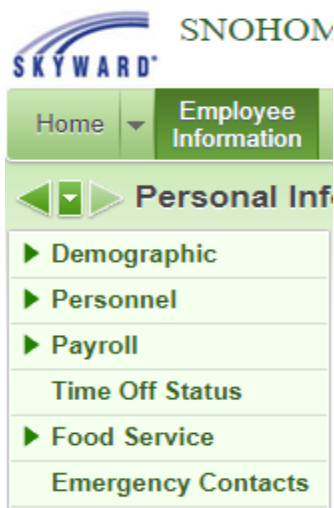 SKYWARD
SNOHOM
Home
Employee
Information
Personal Inf
Demographic
Personnel
Payroll
Time Off Status
Food Service
Emergency Contacts